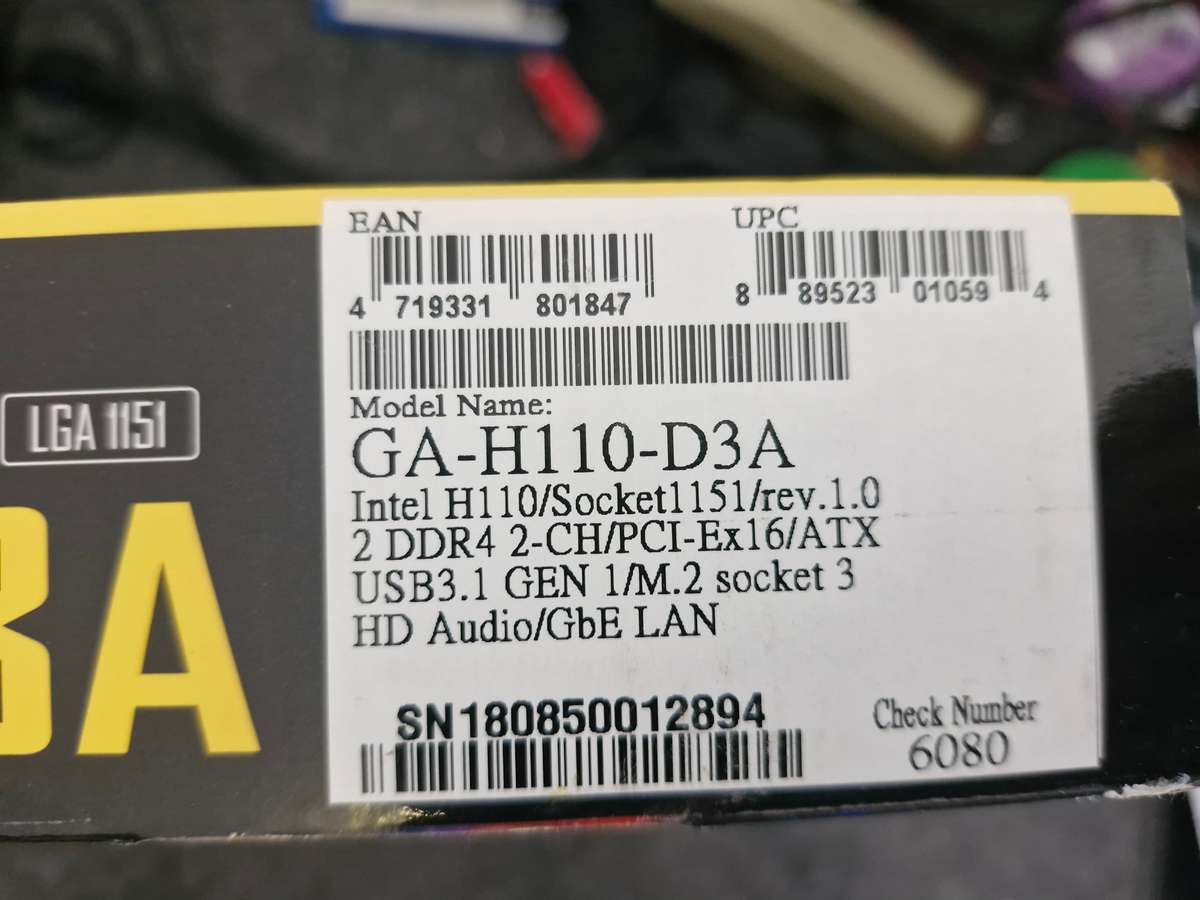 EAN
UPC
4 719331 801847
8 89523 01059 4
Model Name:
GA-H110-D3A
Intel H110/Socket1151/rev.1.0
2 DDR4 2-CH/PCI-Ex16/ATX
USB3.1 GEN 1/M.2 socket 3
HD Audio/GbE LAN
SN180850012894
Check Number
6080
LGA 1151
3A